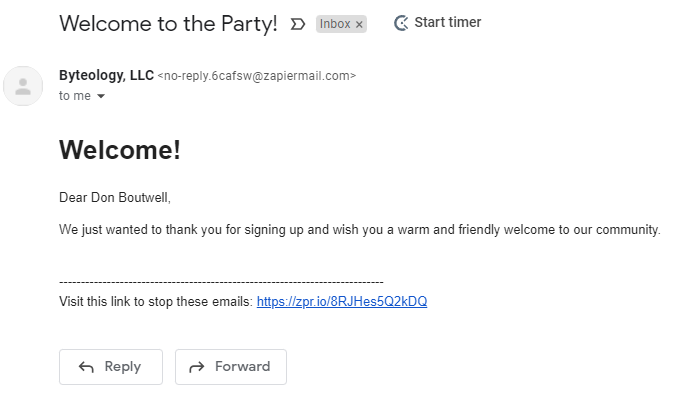 Welcome to the Party! Inbox × Start timer
Byteology, LLC <no-reply.6cafsw@zapiermail.com>
to me
Welcome!
Dear Don Boutwell,
We just wanted to thank you for signing up and wish you a warm and friendly welcome to our community.
---------------------------------------------------------------------------
Visit this link to stop these emails: https://zpr.io/8RJHes5Q2kDQ
Reply Forward